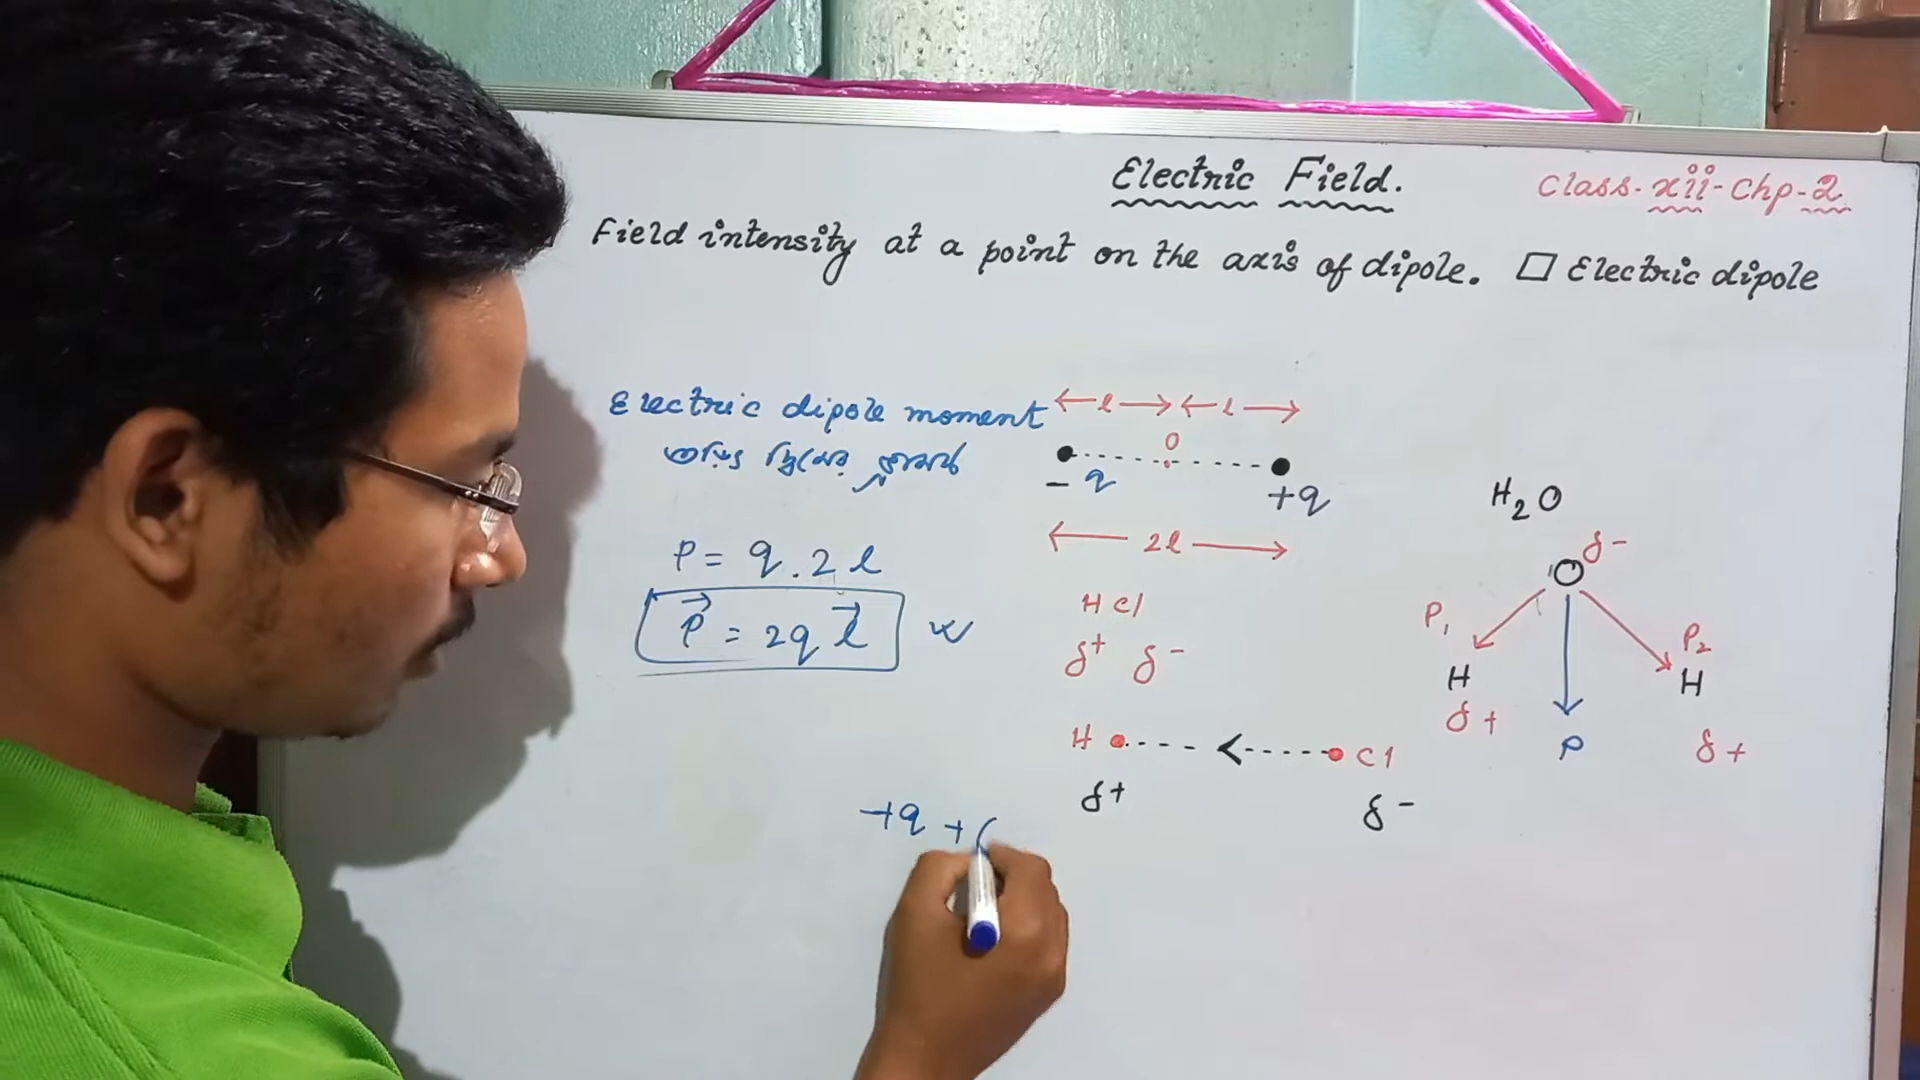 Electric Field.
Class-xii-Chp-2
Field intensity at a point on the axis of dipole. □ Electric dipole
Electric dipole moment
← l → ← l →
O
- q
+q
← 2l →
P = q.2l
P⃗ = 2q l⃗
H Cl
δ+ δ-
H
Cl
δ+
δ-
+q + (
H₂O
O δ-
P₁
P₂
H
H
δ+
δ+
P